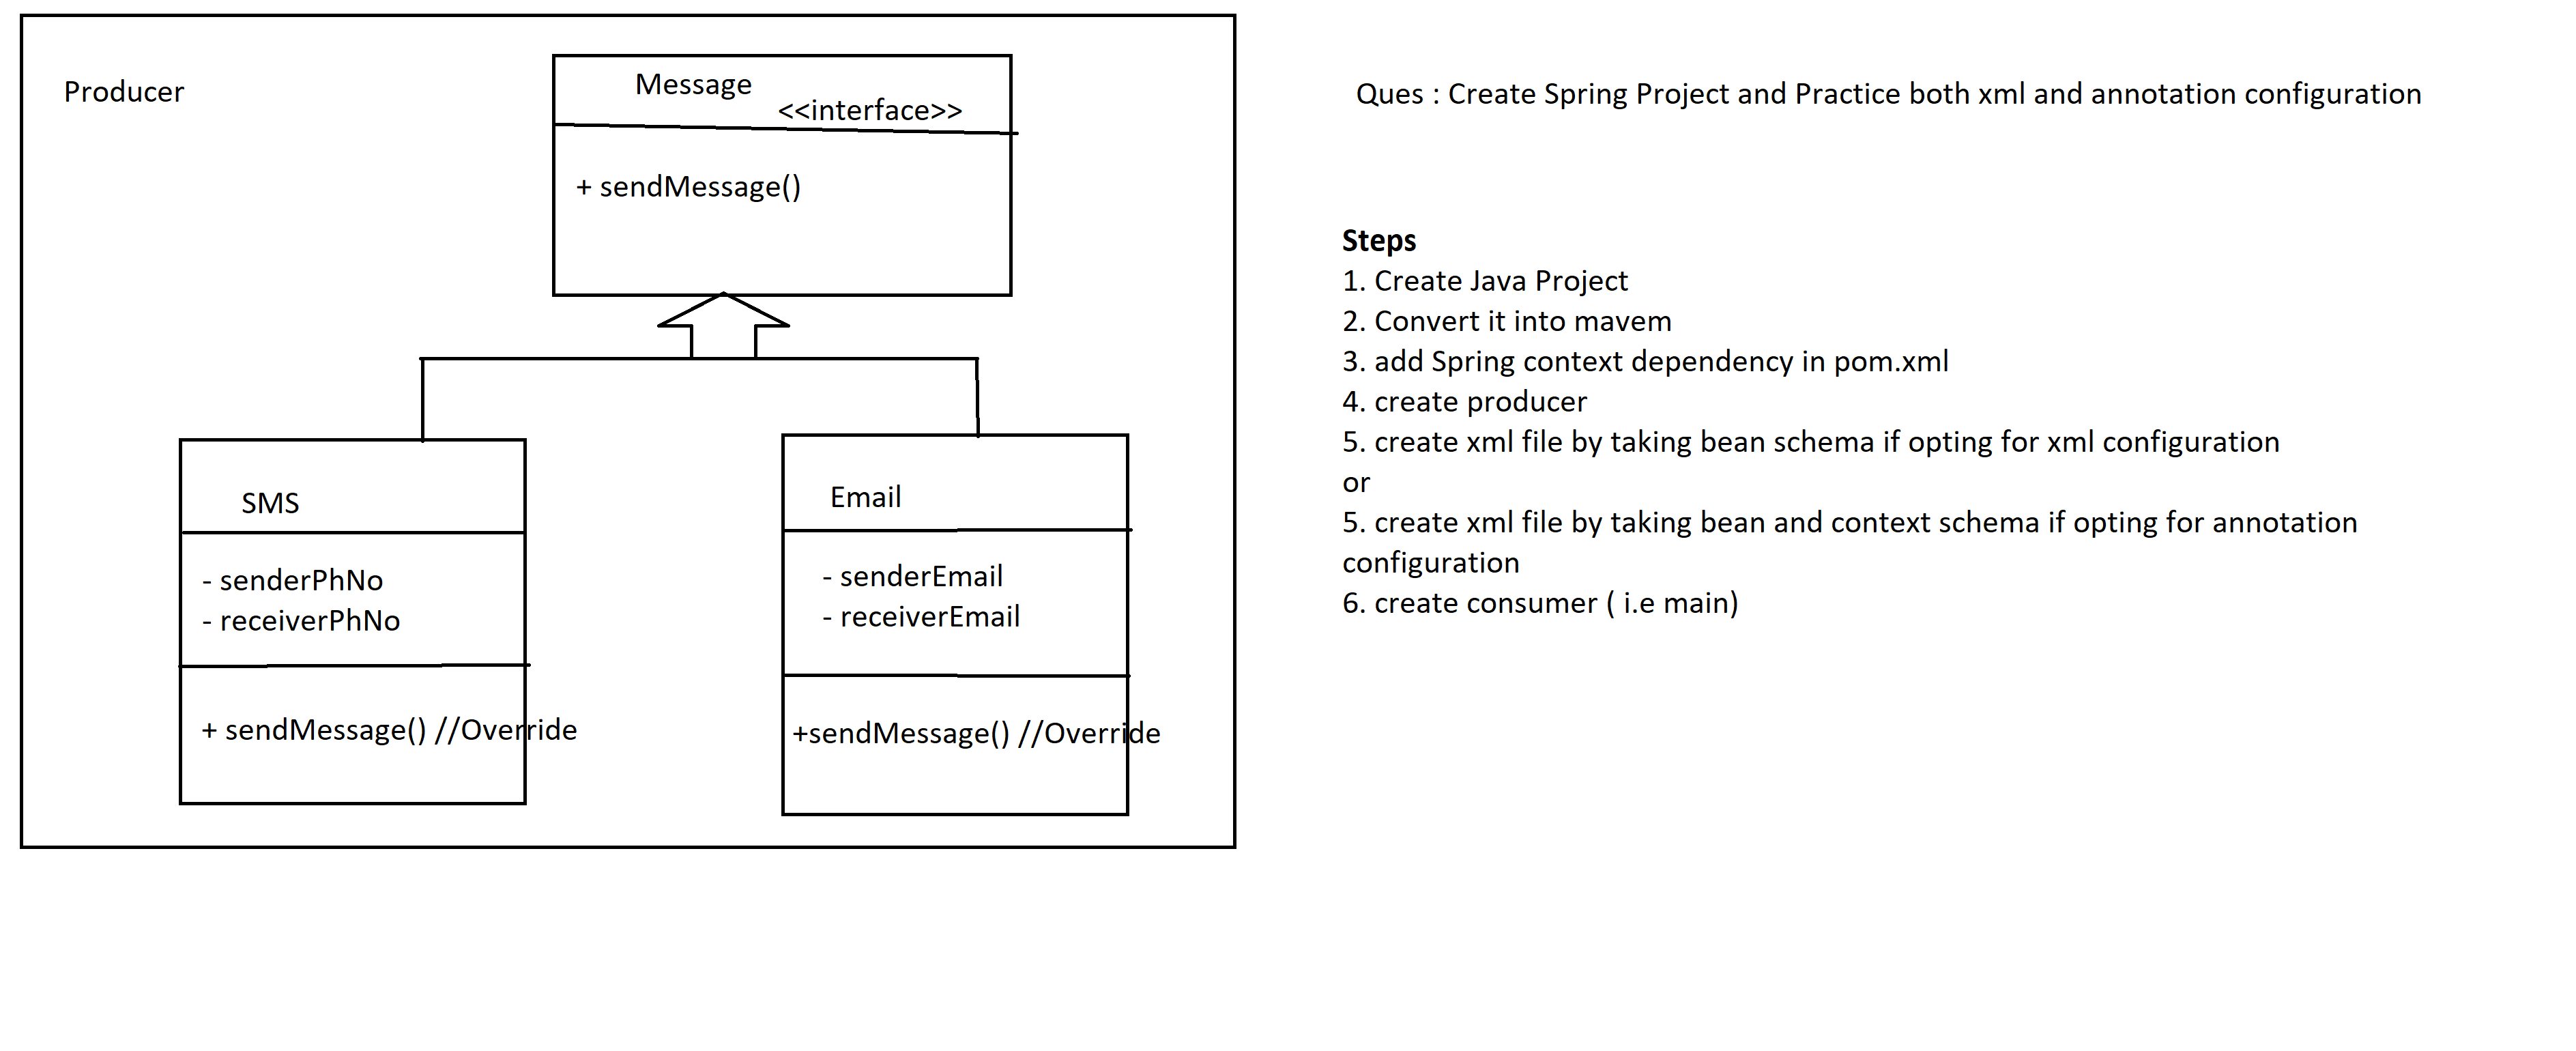 Producer
Message
<<interface>>
+ sendMessage()
SMS
- senderPhNo
- receiverPhNo
+ sendMessage() //Override
Email
- senderEmail
- receiverEmail
+sendMessage() //Override
Ques : Create Spring Project and Practice both xml and annotation configuration
Steps
1. Create Java Project
2. Convert it into mavem
3. add Spring context dependency in pom.xml
4. create producer
5. create xml file by taking bean schema if opting for xml configuration
or
5. create xml file by taking bean and context schema if opting for annotation
configuration
6. create consumer ( i.e main)